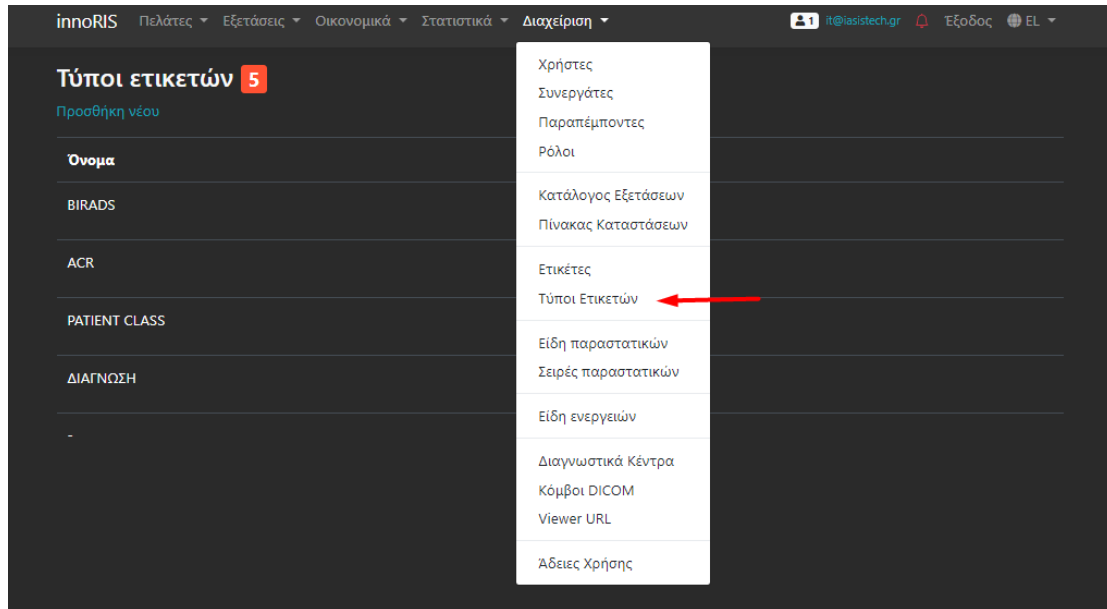 innoRIS Πελάτες Εξετάσεις Οικονομικά Στατιστικά Διαχείριση 1 it@iasistech.gr Έξοδος EL
Τύποι ετικετών 5
Προσθήκη νέου
Όνομα
BIRADS
ACR
PATIENT CLASS
ΔΙΑΓΝΩΣΗ
-
Χρήστες
Συνεργάτες
Παραπέμποντες
Ρόλοι
Κατάλογος Εξετάσεων
Πίνακας Καταστάσεων
Ετικέτες
Τύποι Ετικετών
Είδη παραστατικών
Σειρές παραστατικών
Είδη ενεργειών
Διαγνωστικά Κέντρα
Κόμβοι DICOM
Viewer URL
Άδειες Χρήσης